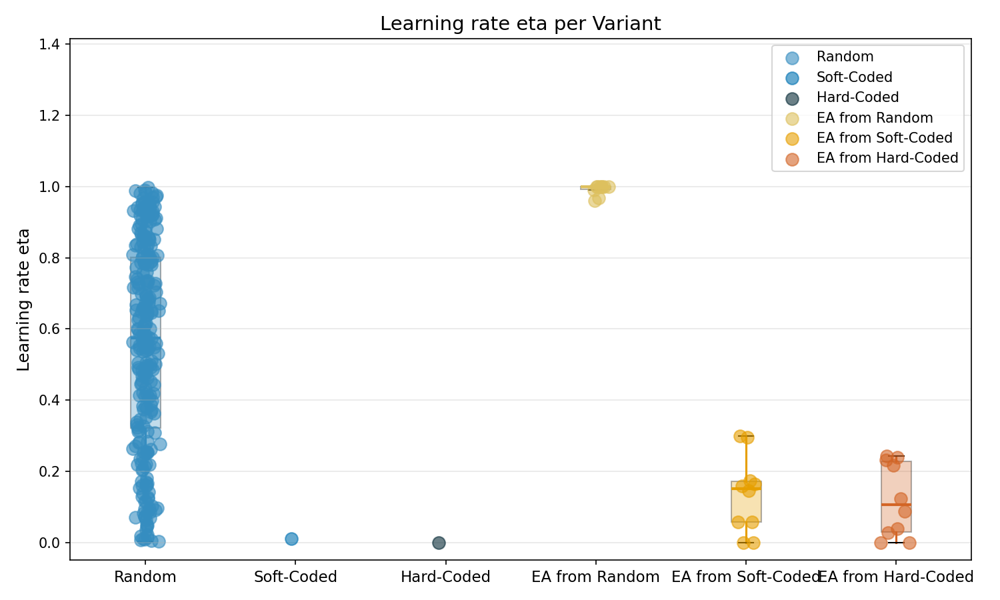 Learning rate eta per Variant
Learning rate eta
1.4
1.2
1.0
0.8
0.6
0.4
0.2
0.0
Random
Soft-Coded
Hard-Coded
EA from Random
EA from Soft-Coded
EA from Hard-Coded
Random
Soft-Coded
Hard-Coded
EA from Random
EA from Soft-Coded
EA from Hard-Coded